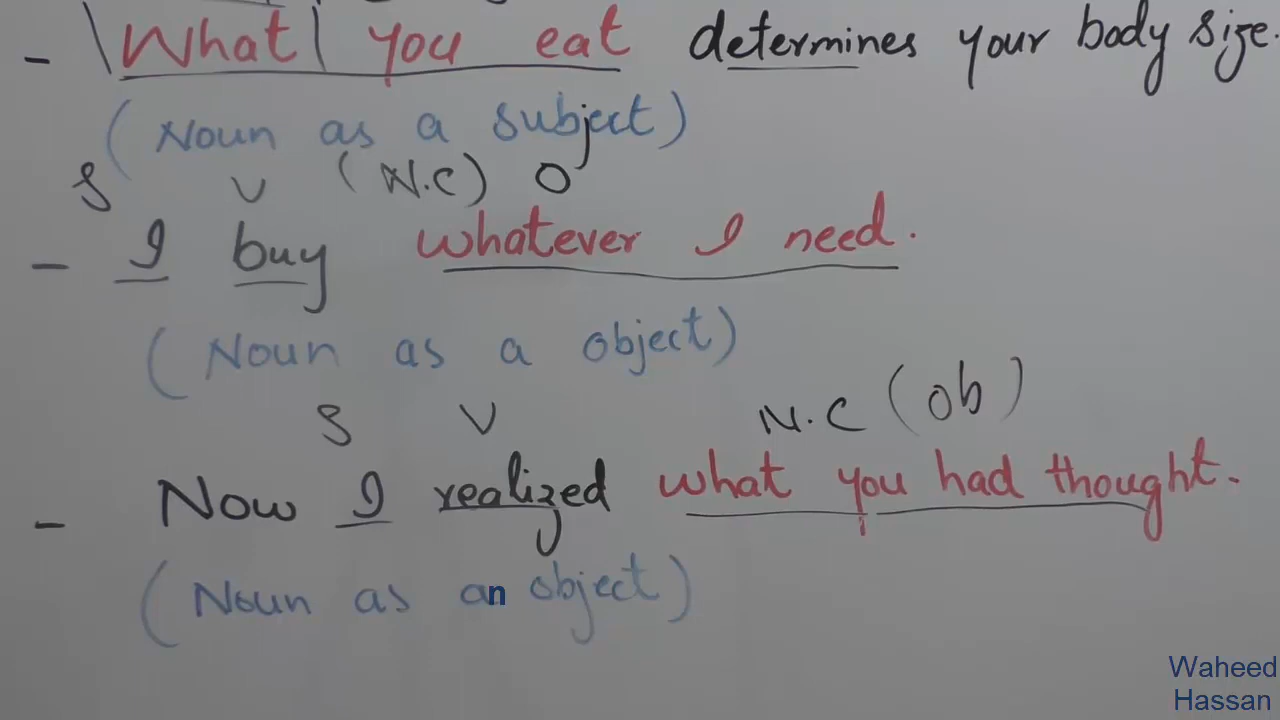 - \What| you eat determines your body size.
(Noun as a subject)
S V (N.C) O
- I buy whatever I need.
(Noun as a object)
S V N.C (ob)
- Now I realized what you had thought.
(Noun as an object)
Waheed
Hassan